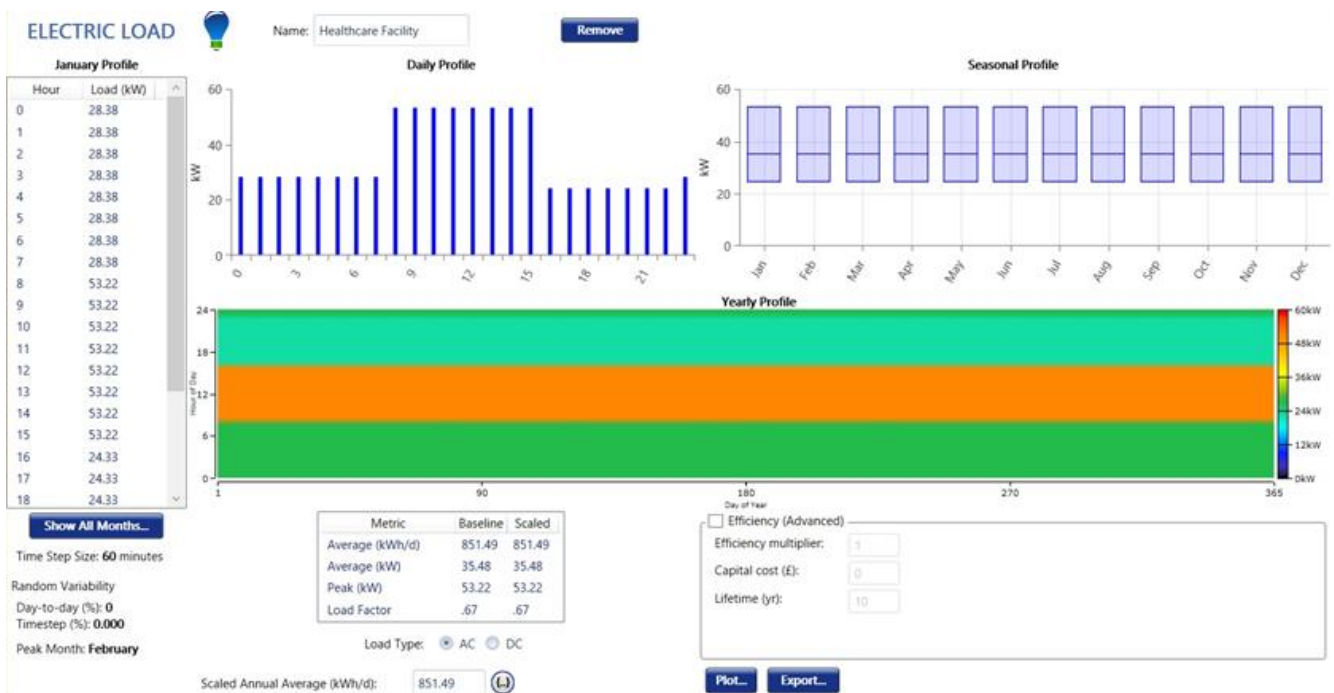 ELECTRIC LOAD
Name: Healthcare Facility
Remove
January Profile
Hour Load (kW)
0 28.38
1 28.38
2 28.38
3 28.38
4 28.38
5 28.38
6 28.38
7 28.38
8 53.22
9 53.22
10 53.22
11 53.22
12 53.22
13 53.22
14 53.22
15 53.22
16 24.33
17 24.33
18 24.33
Show All Months...
Time Step Size: 60 minutes
Random Variability
Day-to-day (%): 0
Timestep (%): 0.000
Peak Month: February
Daily Profile
kW
60
40
20
0
0 3 6 9 12 15 18 21
Seasonal Profile
kW
60
40
20
0
Jan Feb Mar Apr May Jun Jul Aug Sep Oct Nov Dec
Yearly Profile
Hour of Day
24
18
12
6
0
1 90 180 270 365
Day of Year
60kW
48kW
36kW
24kW
12kW
0kW
Metric Baseline Scaled
Average (kWh/d) 851.49 851.49
Average (kW) 35.48 35.48
Peak (kW) 53.22 53.22
Load Factor .67 .67
Load Type: AC DC
Scaled Annual Average (kWh/d): 851.49 {..}
Efficiency (Advanced)
Efficiency multiplier: 1
Capital cost (£): 0
Lifetime (yr): 10
Plot... Export...